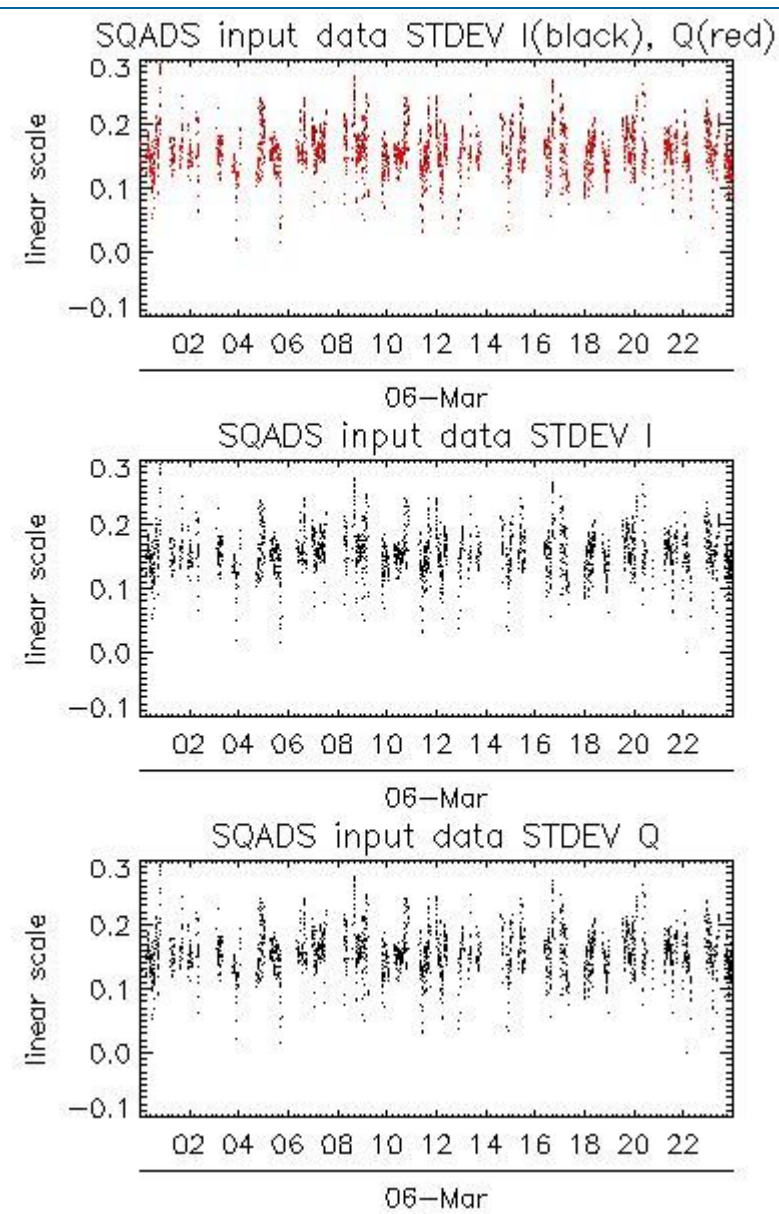 SQADS input data STDEV I(black), Q(red)
0.3
0.2
0.1
0.0
−0.1
linear scale
02 04 06 08 10 12 14 16 18 20 22
06−Mar
SQADS input data STDEV I
0.3
0.2
0.1
0.0
−0.1
linear scale
02 04 06 08 10 12 14 16 18 20 22
06−Mar
SQADS input data STDEV Q
0.3
0.2
0.1
0.0
−0.1
linear scale
02 04 06 08 10 12 14 16 18 20 22
06−Mar